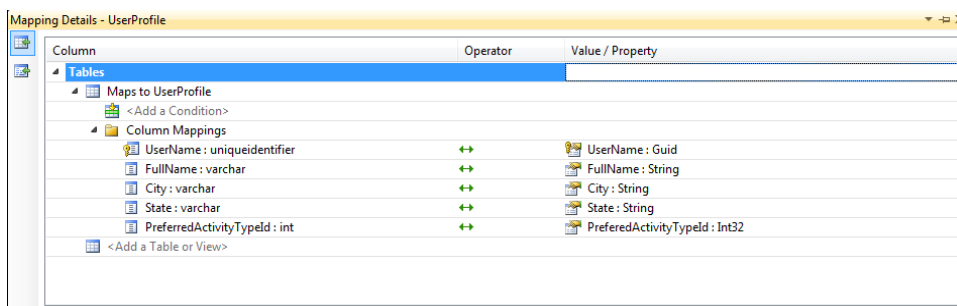 Mapping Details - UserProfile
Column Operator Value / Property
Tables
Maps to UserProfile
<Add a Condition>
Column Mappings
UserName : uniqueidentifier UserName : Guid
FullName : varchar FullName : String
City : varchar City : String
State : varchar State : String
PreferredActivityTypeId : int PreferedActivityTypeId : Int32
<Add a Table or View>